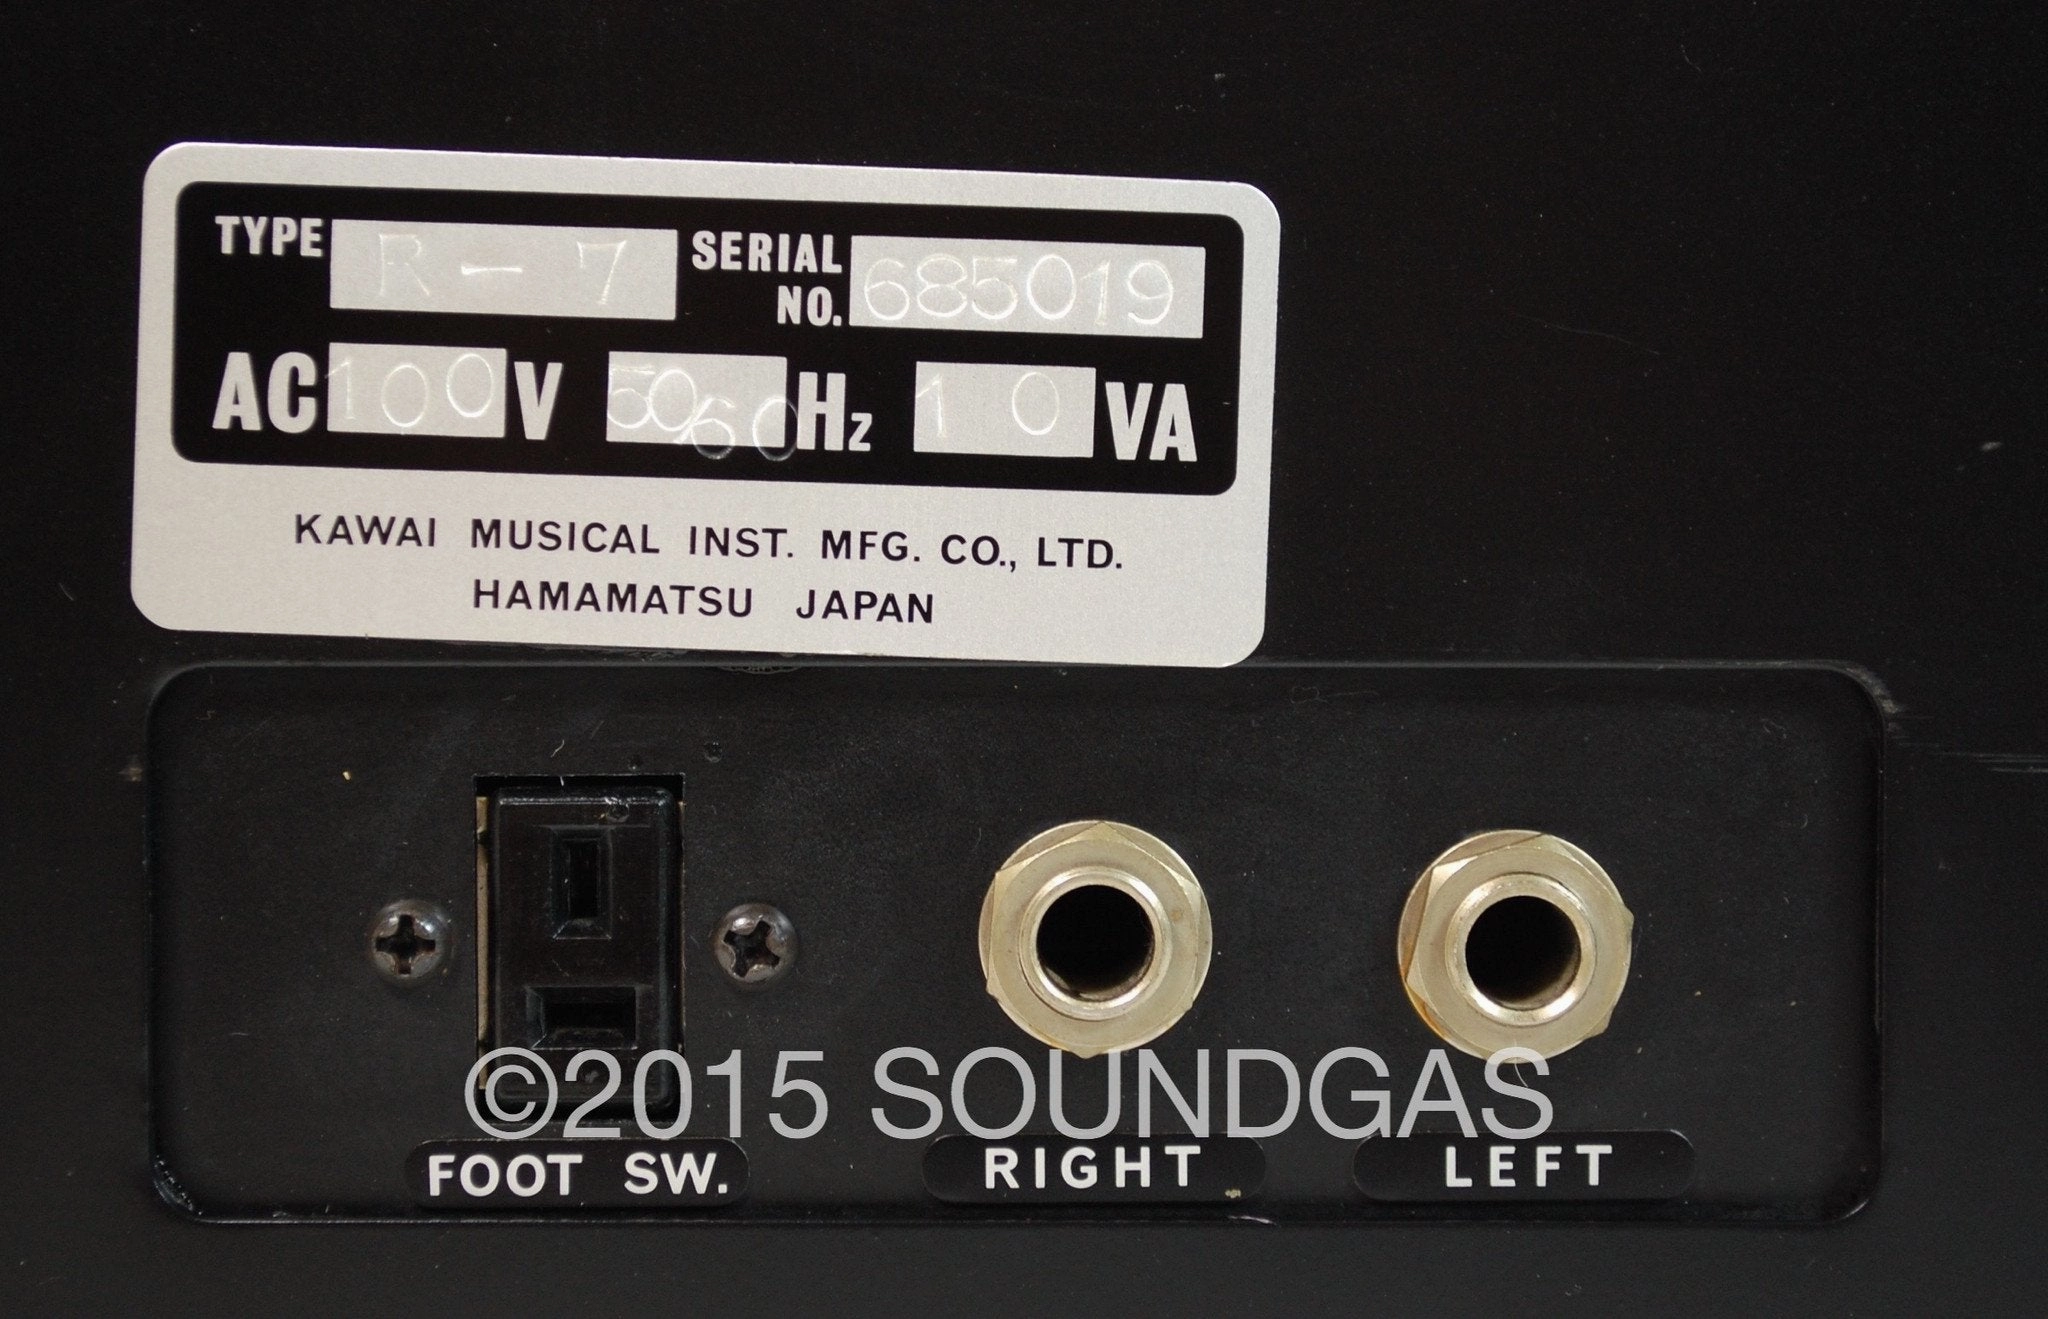 TYPE R-7 SERIAL NO. 685019
AC 100 V 50/60 Hz 10 VA
KAWAI MUSICAL INST. MFG. CO., LTD.
HAMAMATSU JAPAN
©2015 SOUNDGAS
FOOT SW. RIGHT LEFT